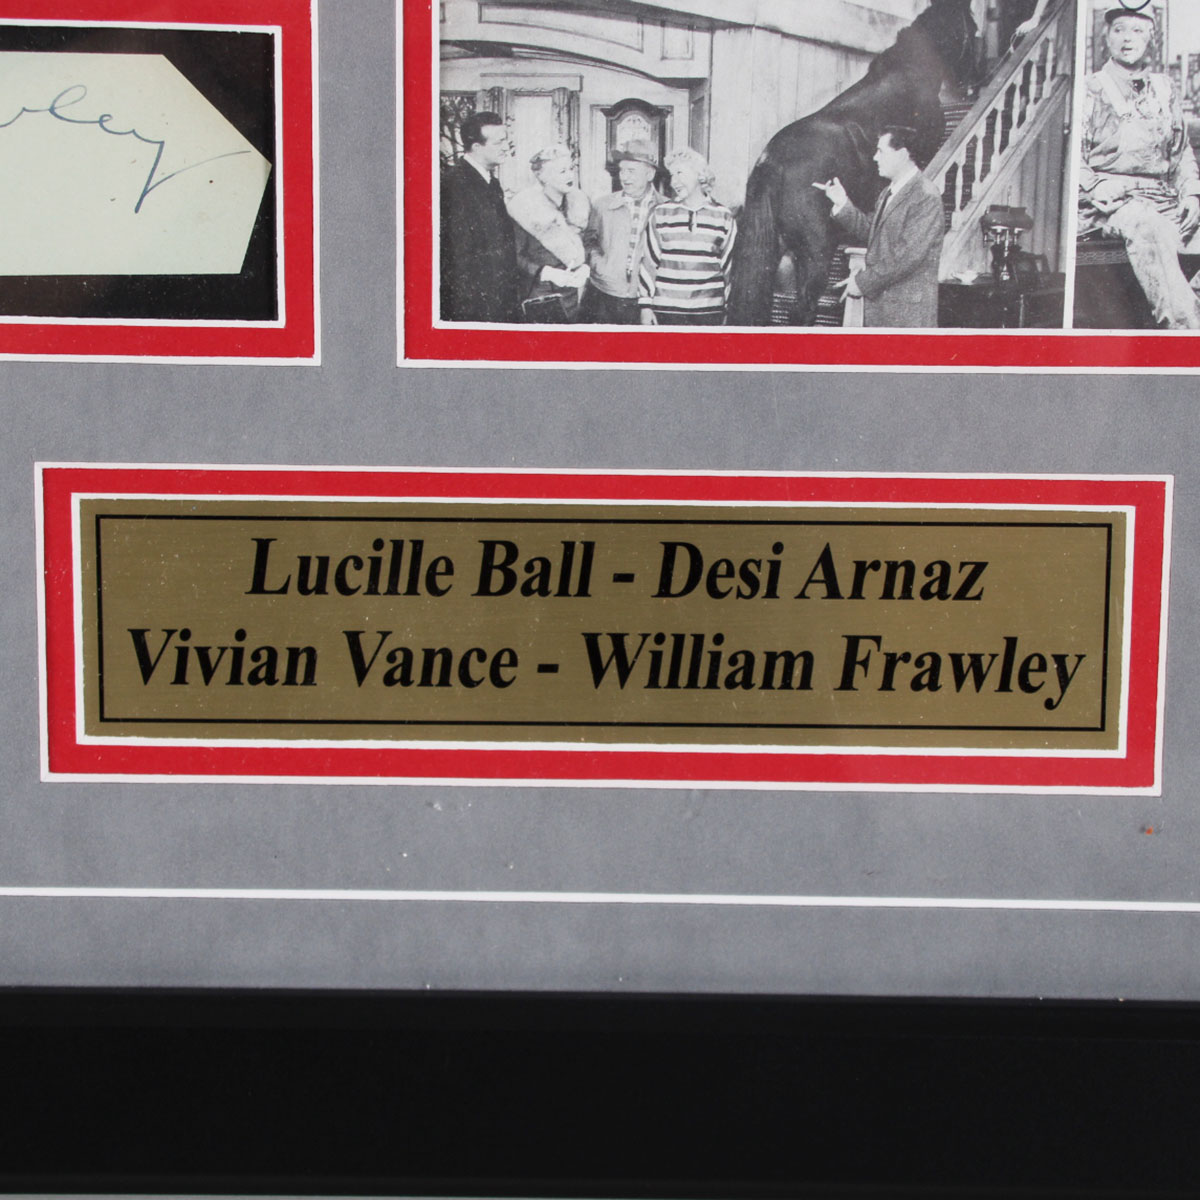 Lucille Ball - Desi Arnaz
Vivian Vance - William Frawley